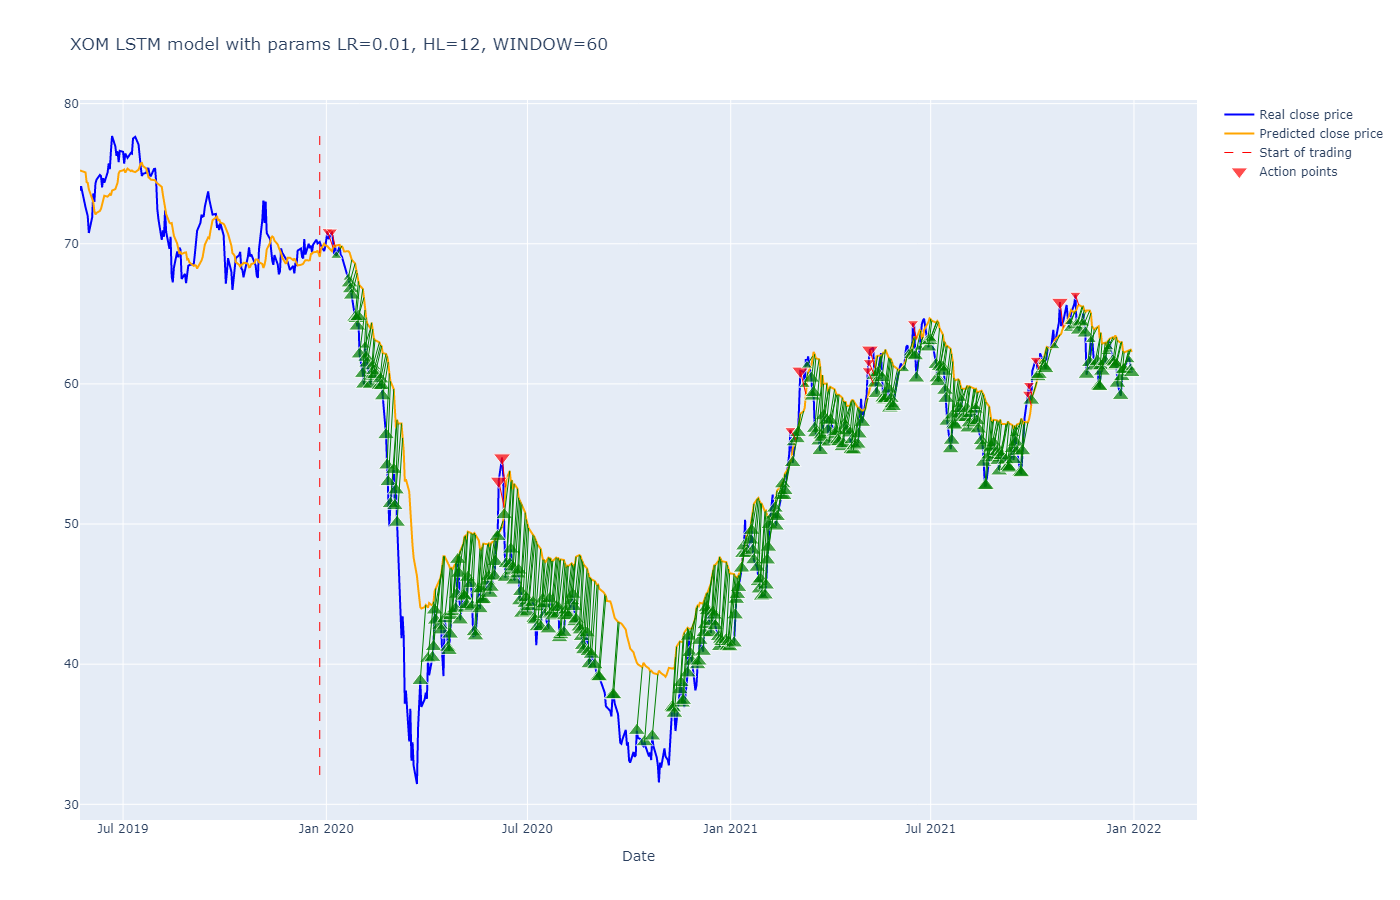 XOM LSTM model with params LR=0.01, HL=12, WINDOW=60
80
70
60
50
40
30
Jul 2019
Jan 2020
Jul 2020
Jan 2021
Jul 2021
Jan 2022
Date
Real close price
Predicted close price
Start of trading
Action points